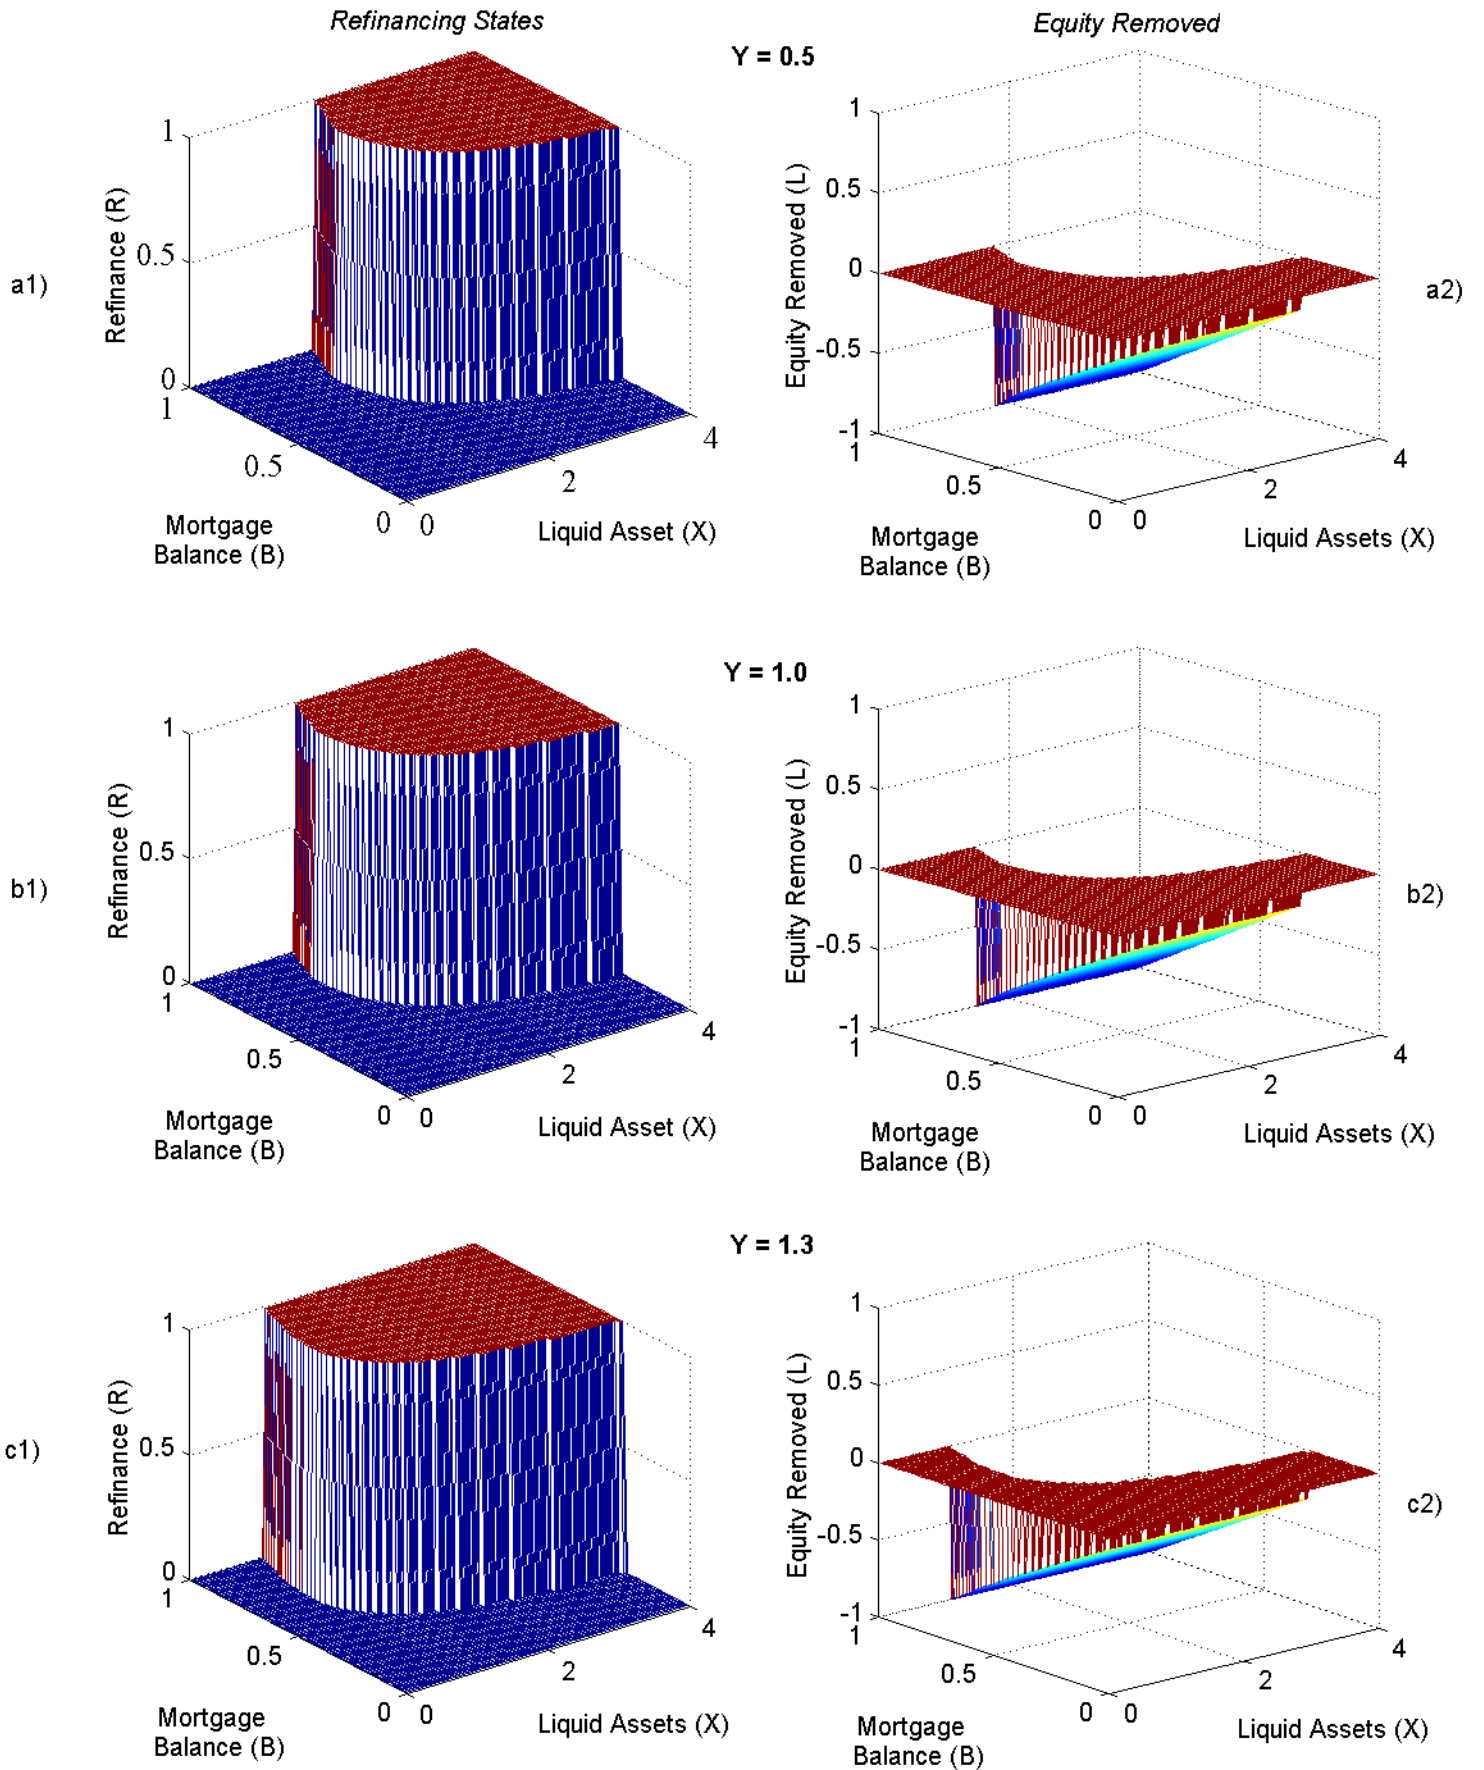 Refinancing States
Equity Removed
Y = 0.5
a1)
Refinance (R)
1
0.5
0
1
0.5
0
0
2
4
Mortgage
Balance (B)
Liquid Asset (X)
a2)
Equity Removed (L)
1
0.5
0
-0.5
-1
1
0.5
0
0
2
4
Mortgage
Balance (B)
Liquid Assets (X)
Y = 1.0
b1)
Refinance (R)
1
0.5
0
1
0.5
0
0
2
4
Mortgage
Balance (B)
Liquid Asset (X)
b2)
Equity Removed (L)
1
0.5
0
-0.5
-1
1
0.5
0
0
2
4
Mortgage
Balance (B)
Liquid Assets (X)
Y = 1.3
c1)
Refinance (R)
1
0.5
0
1
0.5
0
0
2
4
Mortgage
Balance (B)
Liquid Assets (X)
c2)
Equity Removed (L)
1
0.5
0
-0.5
-1
1
0.5
0
0
2
4
Mortgage
Balance (B)
Liquid Assets (X)